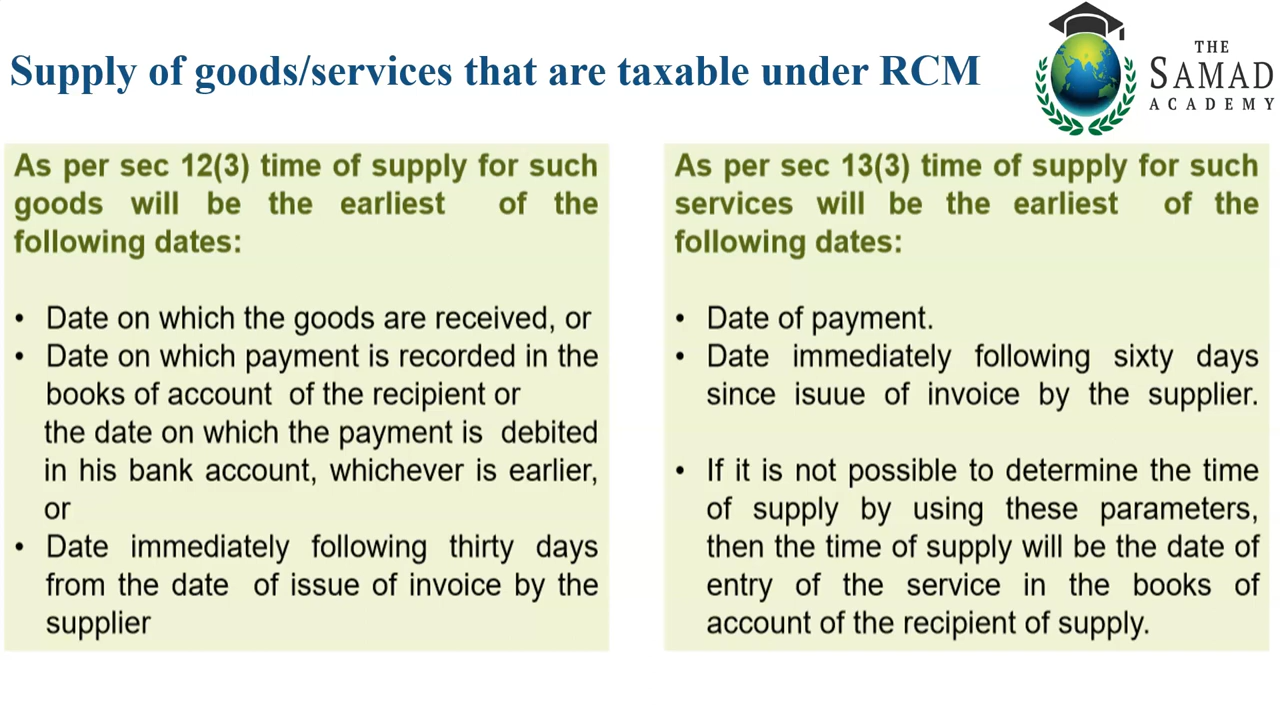 Supply of goods/services that are taxable under RCM
THE
SAMAD
ACADEMY
As per sec 12(3) time of supply for such
goods will be the earliest of the
following dates:
• Date on which the goods are received, or
• Date on which payment is recorded in the
books of account of the recipient or
the date on which the payment is debited
in his bank account, whichever is earlier,
or
• Date immediately following thirty days
from the date of issue of invoice by the
supplier
As per sec 13(3) time of supply for such
services will be the earliest of the
following dates:
• Date of payment.
• Date immediately following sixty days
since isuue of invoice by the supplier.
• If it is not possible to determine the time
of supply by using these parameters,
then the time of supply will be the date of
entry of the service in the books of
account of the recipient of supply.